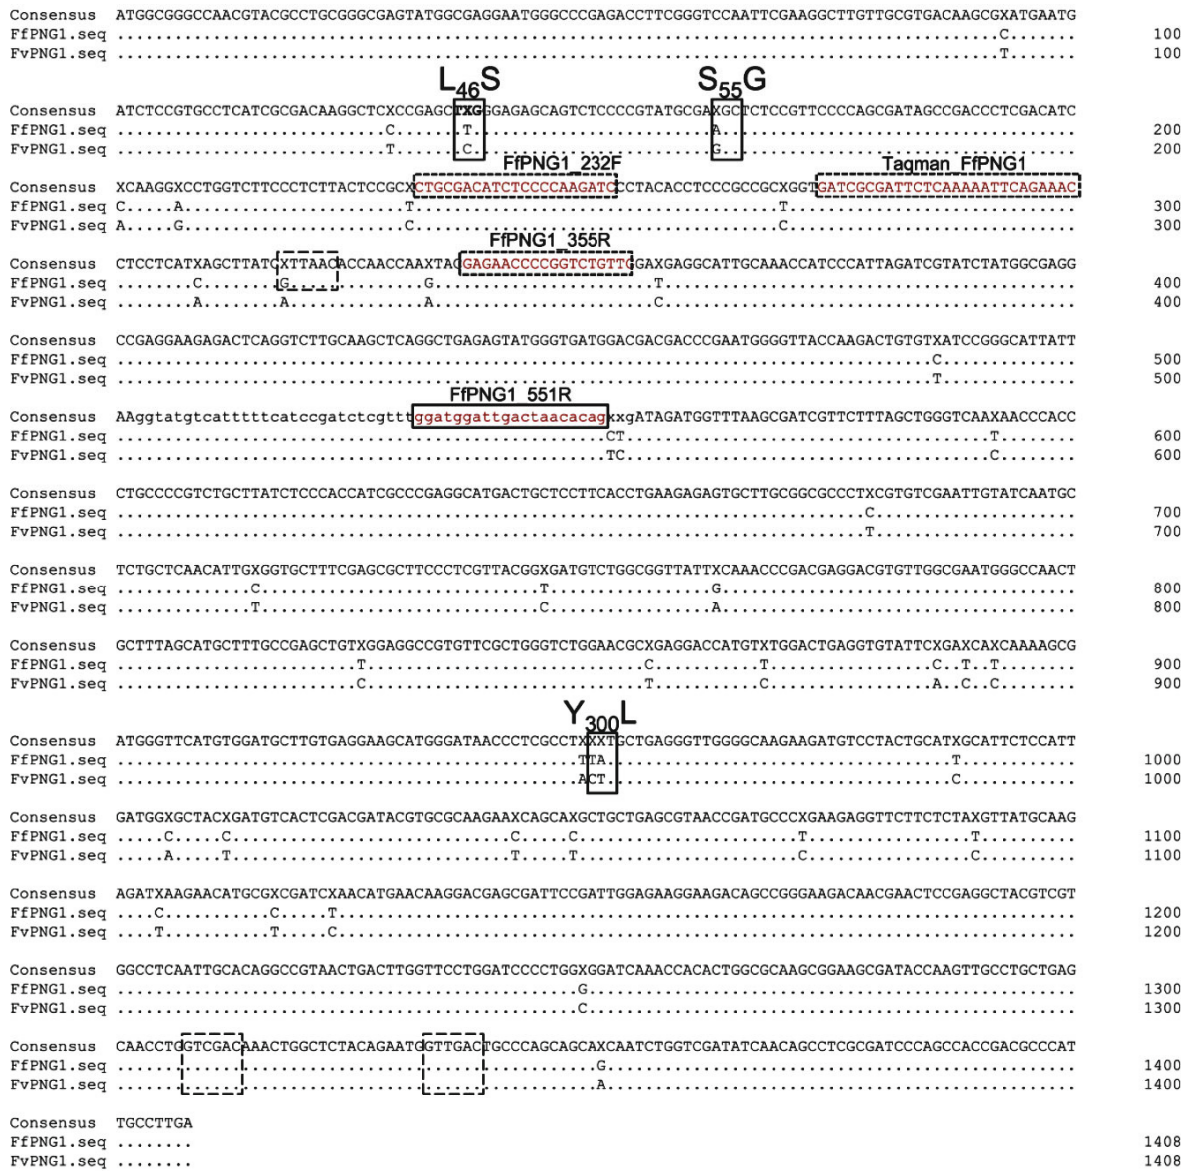 Consensus ATGGCGGGCCAACGTACGCCTGCGGGCGAGTATGGCGAGGAATGGGCCCGAGACCTTCGGGTCCAATTCGAAGGCTTGTTGCGTGACAAGCGXATGAATG
FfPNG1.seq ............................................................................................C....... 100
FvPNG1.seq ............................................................................................T....... 100
L46S S55G
Consensus ATCTCCGTGCCTCATCGCGACAAGGCTCXCCGAGCTXGGGAGAGCAGTCTCCCCGTATGCGAXGCTCTCCGTTCCCCAGCGATAGCCGACCCTCGACATC
FfPNG1.seq ............................C.......T.........................A..................................... 200
FvPNG1.seq ............................T.......C.........................G..................................... 200
FfPNG1_232F Taqman_FfPNG1
Consensus XCAAGGXCCTGGTCTTCCCTCTTACTCCGCXCTGCGACATCTCCCCAAGATCCCTACACCTCCCGCCGCXGGTGATCGCGATTCTCAAAAATTCAGAAAC
FfPNG1.seq C.....A.......................T......................................T.............................. 300
FvPNG1.seq A.....G.......................C......................................C.............................. 300
FfPNG1_355R
Consensus CTCCTCATXAGCTTATCXTTAACACCAACCAAXTACGAGAACCCCCGGTCTGTTCGGAXGAGGCATTGCAAACCATCCCATTAGATCGTATCTATGGCGAGG
FfPNG1.seq ........C........G..............G.......................T........................................... 400
FvPNG1.seq ........A........A..............A.......................C........................................... 400
Consensus CCGAGGAAGAGACTCAGGTCTTGCAAGCTCAGGCTGAGAGTATGGGTGATGGACGACGACCCGAATGGGGTTACCAAGACTGTGTXATCCGGGCATTATT
FfPNG1.seq .....................................................................................C.............. 500
FvPNG1.seq .....................................................................................T.............. 500
FfPNG1_551R
Consensus AAggtatgtcatttttcatccgatctcgtttggatggattgactaacacagxxgATAGATGGTTTAAGCGATCGTTCTTTAGCTGGGTCAAXAACCCACC
FfPNG1.seq ...................................................CT......................................T........ 600
FvPNG1.seq ...................................................TC......................................C........ 600
Consensus CTGCCCCGTCTGCTTATCTCCCACCATCGCCCGAGGCATGACTGCTCCTTCACCTGAAGAGAGTGCTTGCGGCGCCCTXCGTGTCGAATTGTATCAATGC
FfPNG1.seq ..............................................................................C..................... 700
FvPNG1.seq ..............................................................................T..................... 700
Consensus TCTGCTCAACATTGXGGTGCTTTCGAGCGCTTCCCTCGTTACGGXGATGTCTGGCGGTTATTXCAAACCCGACGAGGACGTGTTGGCGAATGGGCCAACT
FfPNG1.seq ..............C.............................T.................G..................................... 800
FvPNG1.seq ..............T.............................C.................A..................................... 800
Consensus GCTTTAGCATGCTTTGCCGAGCTGTXGGAGGCCGTGTTCGCTGGGTCTGGAACGCXGAGGACCATGTXTGGACTGAGGTGTATTCXGAXCAXCAAAAGCG
FfPNG1.seq .........................T.............................C...........T.................C..T..T........ 900
FvPNG1.seq .........................C.............................T...........C.................A..C..C........ 900
Y300L
Consensus ATGGGTTCATGTGGATGCTTGTGAGGAAGCATGGGATAACCCTCGCCTXXXTGCTGAGGGTTGGGGCAAGAAGATGTCCTACTGCATXGCATTCTCCATT
FfPNG1.seq ................................................TTA....................................T............ 1000
FvPNG1.seq ................................................ACT....................................C............ 1000
Consensus GATGGXGCTACXGATGTCACTCGACGATACGTGCGCAAGAAXCAGCAXGCTGCTGAGCGTAACCGATGCCCXGAAGAGGTTCTTCTCTAXGTTATGCAAG
FfPNG1.seq .....C.....C.............................C.....C.......................T.................T.......... 1100
FvPNG1.seq .....A.....T.............................T.....T.......................C.................C.......... 1100
Consensus AGATXAAGAACATGCGXCGATCXAACATGAACAAGGACGAGCGATTCCGATTGGAGAAGGAAGACAGCCGGGAAGACAACGAACTCCGAGGCTACGTCGT
FfPNG1.seq ....C...........C.....T............................................................................. 1200
FvPNG1.seq ....T...........T.....C............................................................................. 1200
Consensus GGCCTCAATTGCACAGGCCGTAACTGACTTGGTTCCTGGATCCCCTGGXGGATCAAACCACACTGGCGCAAGCGGAAGCGATACCAAGTTGCCTGCTGAG
FfPNG1.seq ................................................G................................................... 1300
FvPNG1.seq ................................................C................................................... 1300
Consensus CAACCTGGTCGACAAACTGGCTCTACAGAATGGTTGACTGCCCAGCAGCAXCAATCTGGTCGATATCAACAGCCTCGCGATCCCAGCCACCGACGCCCAT
FfPNG1.seq ..................................................G................................................. 1400
FvPNG1.seq ..................................................A................................................. 1400
Consensus TGCCTTGA
FfPNG1.seq ........ 1408
FvPNG1.seq ........ 1408